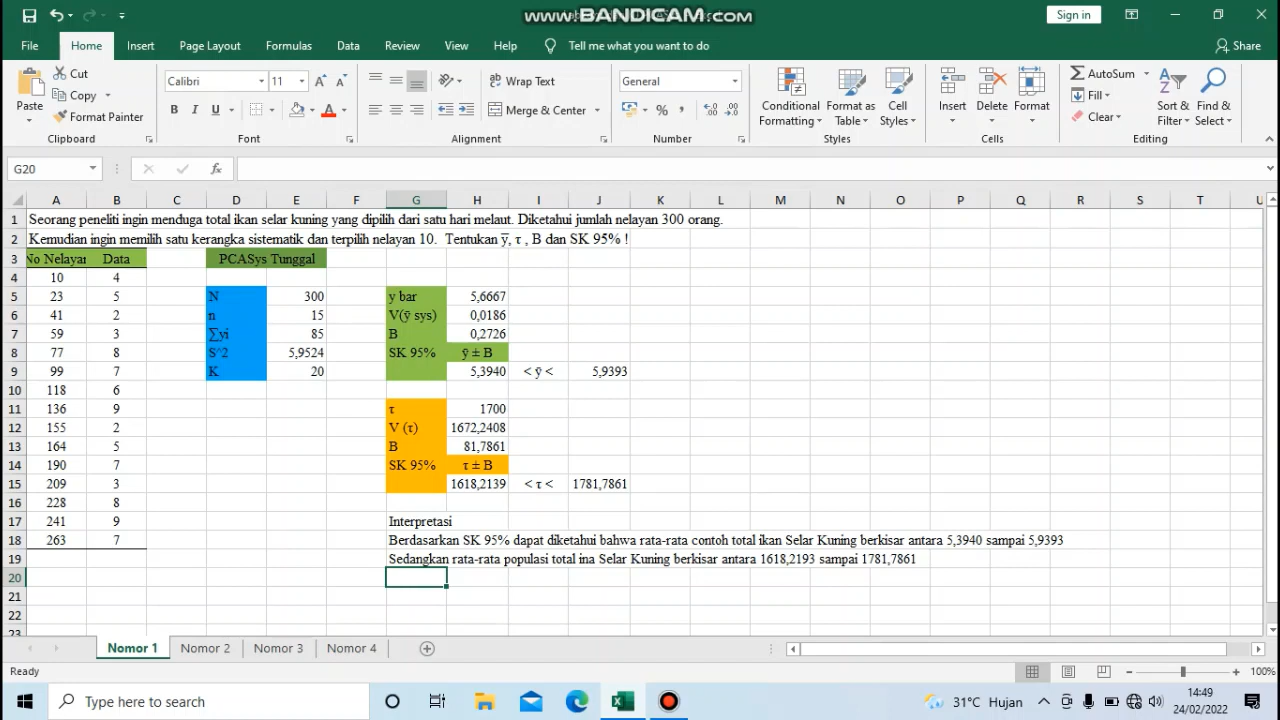 www.BANDICAM.com
Sign in
File Home Insert Page Layout Formulas Data Review View Help Tell me what you want to do Share
Paste
Cut
Copy
Format Painter
Clipboard
Calibri 11
B I U
Font
Wrap Text
Merge & Center
Alignment
General
% ,
Number
Conditional Formatting
Format as Table
Cell Styles
Styles
Insert
Delete
Format
Cells
AutoSum
Fill
Clear
Sort & Filter
Find & Select
Editing
G20 fx
A B C D E F G H I J K L M N O P Q R S T U
1 Seorang peneliti ingin menduga total ikan selar kuning yang dipilih dari satu hari melaut. Diketahui jumlah nelayan 300 orang.
2 Kemudian ingin memilih satu kerangka sistematik dan terpilih nelayan 10. Tentukan y̅, τ , B dan SK 95% !
3 No Nelayan Data PCASys Tunggal
4 10 4
5 23 5 N 300 y bar 5,6667
6 41 2 n 15 V(ȳ sys) 0,0186
7 59 3 ∑yi 85 B 0,2726
8 77 8 S^2 5,9524 SK 95% ȳ ± B
9 99 7 K 20 5,3940 < ȳ < 5,9393
10 118 6
11 136 9 τ 1700
12 155 2 V (τ) 1672,2408
13 164 5 B 81,7861
14 190 7 SK 95% τ ± B
15 209 3 1618,2139 < τ < 1781,7861
16 228 8
17 241 9 Interpretasi
18 263 7 Berdasarkan SK 95% dapat diketahui bahwa rata-rata contoh total ikan Selar Kuning berkisar antara 5,3940 sampai 5,9393
19 Sedangkan rata-rata populasi total ina Selar Kuning berkisar antara 1618,2193 sampai 1781,7861
20
21
22
23
Nomor 1 Nomor 2 Nomor 3 Nomor 4
Ready 100%
Type here to search
31°C Hujan
14:49
24/02/2022